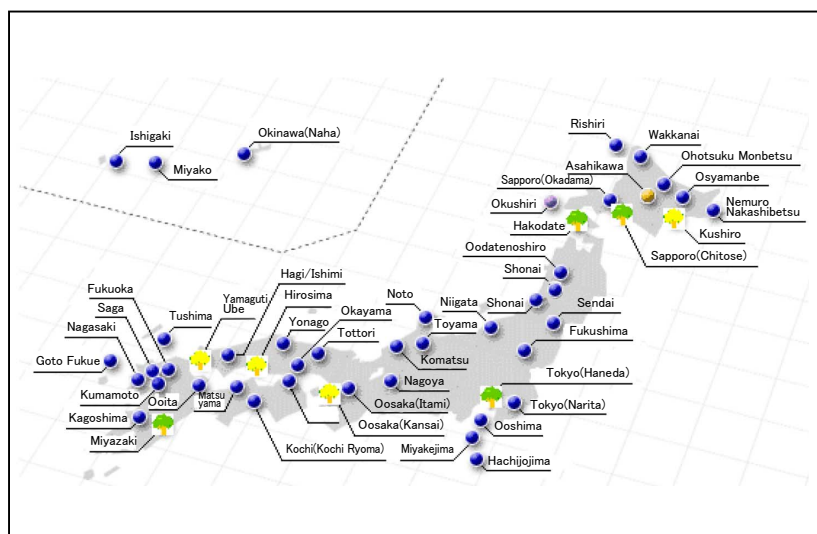 Ishigaki
Miyako
Okinawa(Naha)
Rishiri
Wakkanai
Asahikawa
Ohotsuku Monbetsu
Sapporo(Okadama)
Osyamanbe
Okushiri
Nemuro
Nakashibetsu
Hakodate
Kushiro
Sapporo(Chitose)
Oodatenoshiro
Shonai
Hagi/Ishimi
Fukuoka
Yamaguti
Ube
Hirosima
Noto
Niigata
Shonai
Saga
Okayama
Sendai
Tushima
Yonago
Toyama
Nagasaki
Tottori
Fukushima
Goto Fukue
Komatsu
Tokyo(Haneda)
Kumamoto
Ooita
Matsu
yama
Nagoya
Oosaka(Itami)
Tokyo(Narita)
Kagoshima
Oosaka(Kansai)
Ooshima
Miyazaki
Kochi(Kochi Ryoma)
Miyakejima
Hachijojima